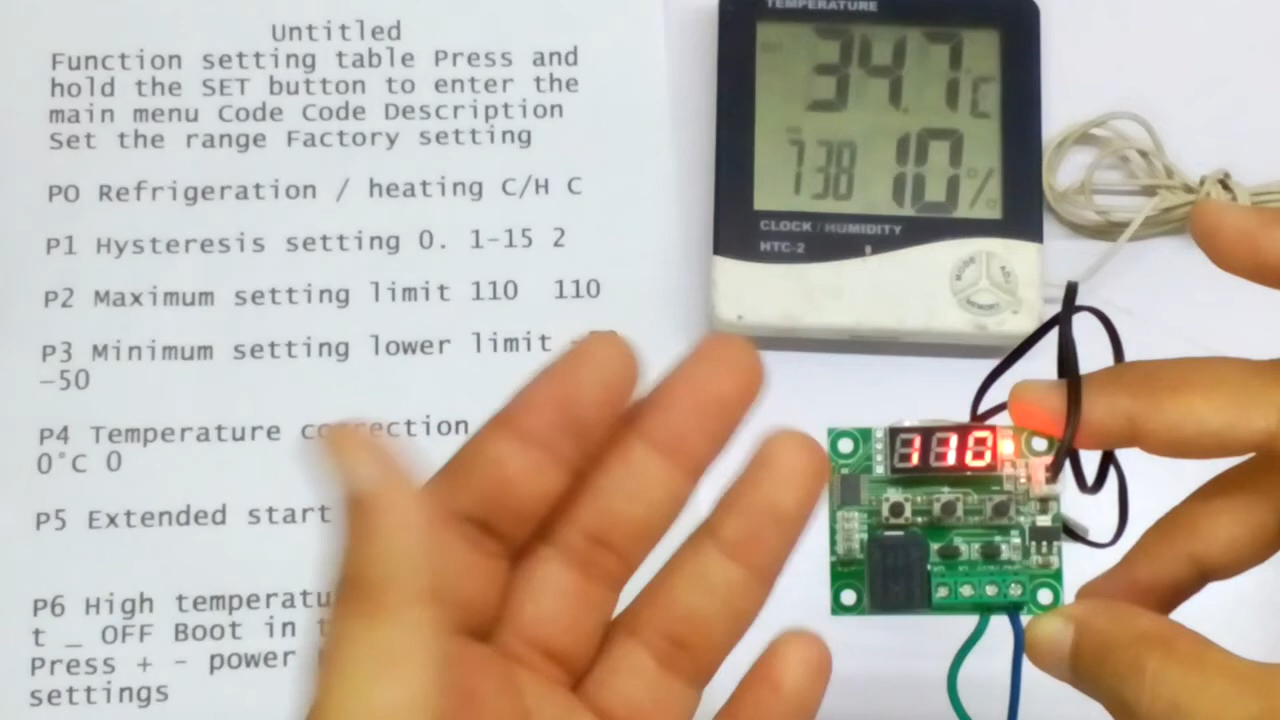 Untitled
Function setting table Press and
hold the SET button to enter the
main menu Code Code Description
Set the range Factory setting
PO Refrigeration / heating C/H C
P1 Hysteresis setting 0. 1-15 2
P2 Maximum setting limit 110 110
P3 Minimum setting lower limit
-50
P4 Temperature correction
0°C 0
P5 Extended start
P6 High
t _ OFF Boot in
Press + - power
settings
TEMPERATURE
34.7°C
738 10%
CLOCK / HUMIDITY
HTC-2
MODE ADJ
MEMORY
110